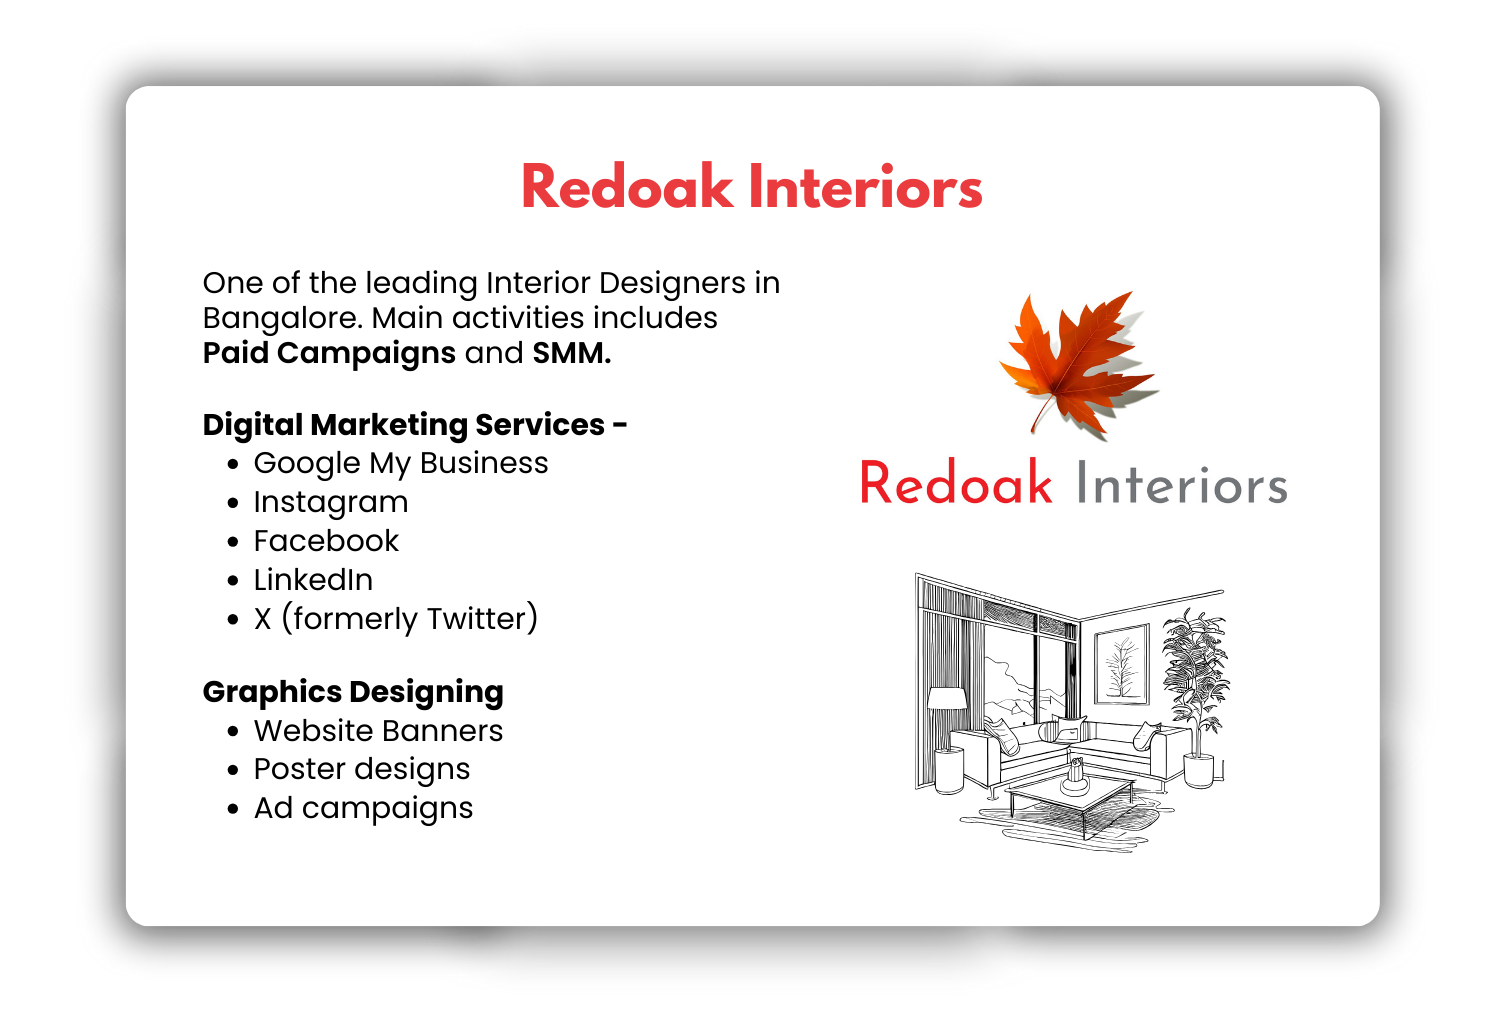 Redoak Interiors
One of the leading Interior Designers in
Bangalore. Main activities includes
Paid Campaigns and SMM.
Digital Marketing Services -
• Google My Business
• Instagram
• Facebook
• LinkedIn
• X (formerly Twitter)
Graphics Designing
• Website Banners
• Poster designs
• Ad campaigns
Redoak Interiors